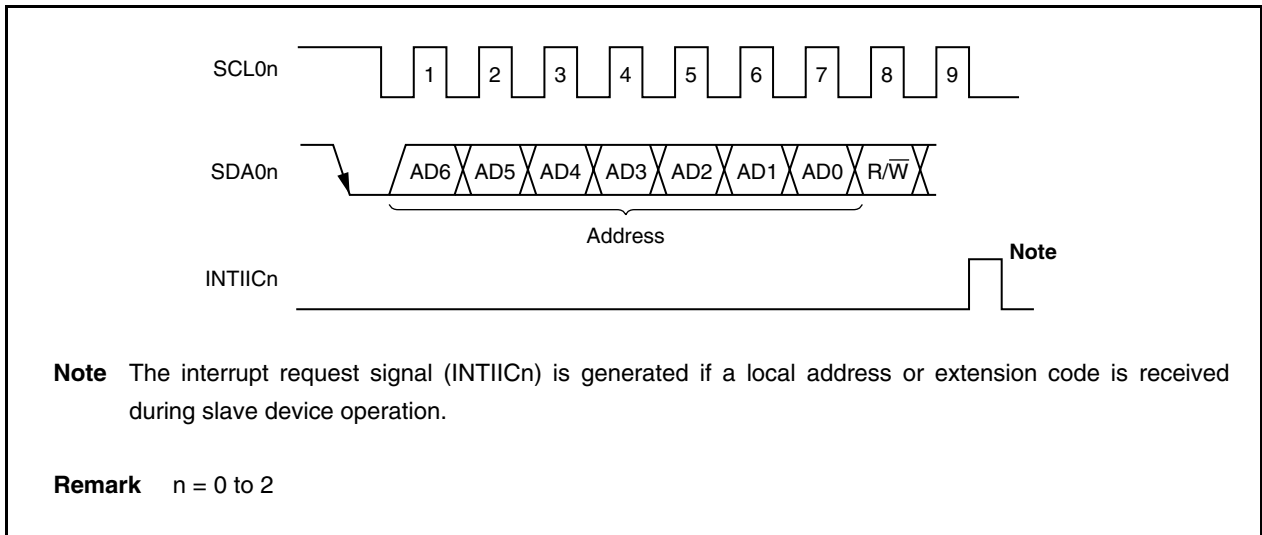 SCL0n
1 2 3 4 5 6 7 8 9
SDA0n
AD6 AD5 AD4 AD3 AD2 AD1 AD0 R/W̅
Address
INTIICn
Note
Note The interrupt request signal (INTIICn) is generated if a local address or extension code is received
during slave device operation.
Remark n = 0 to 2